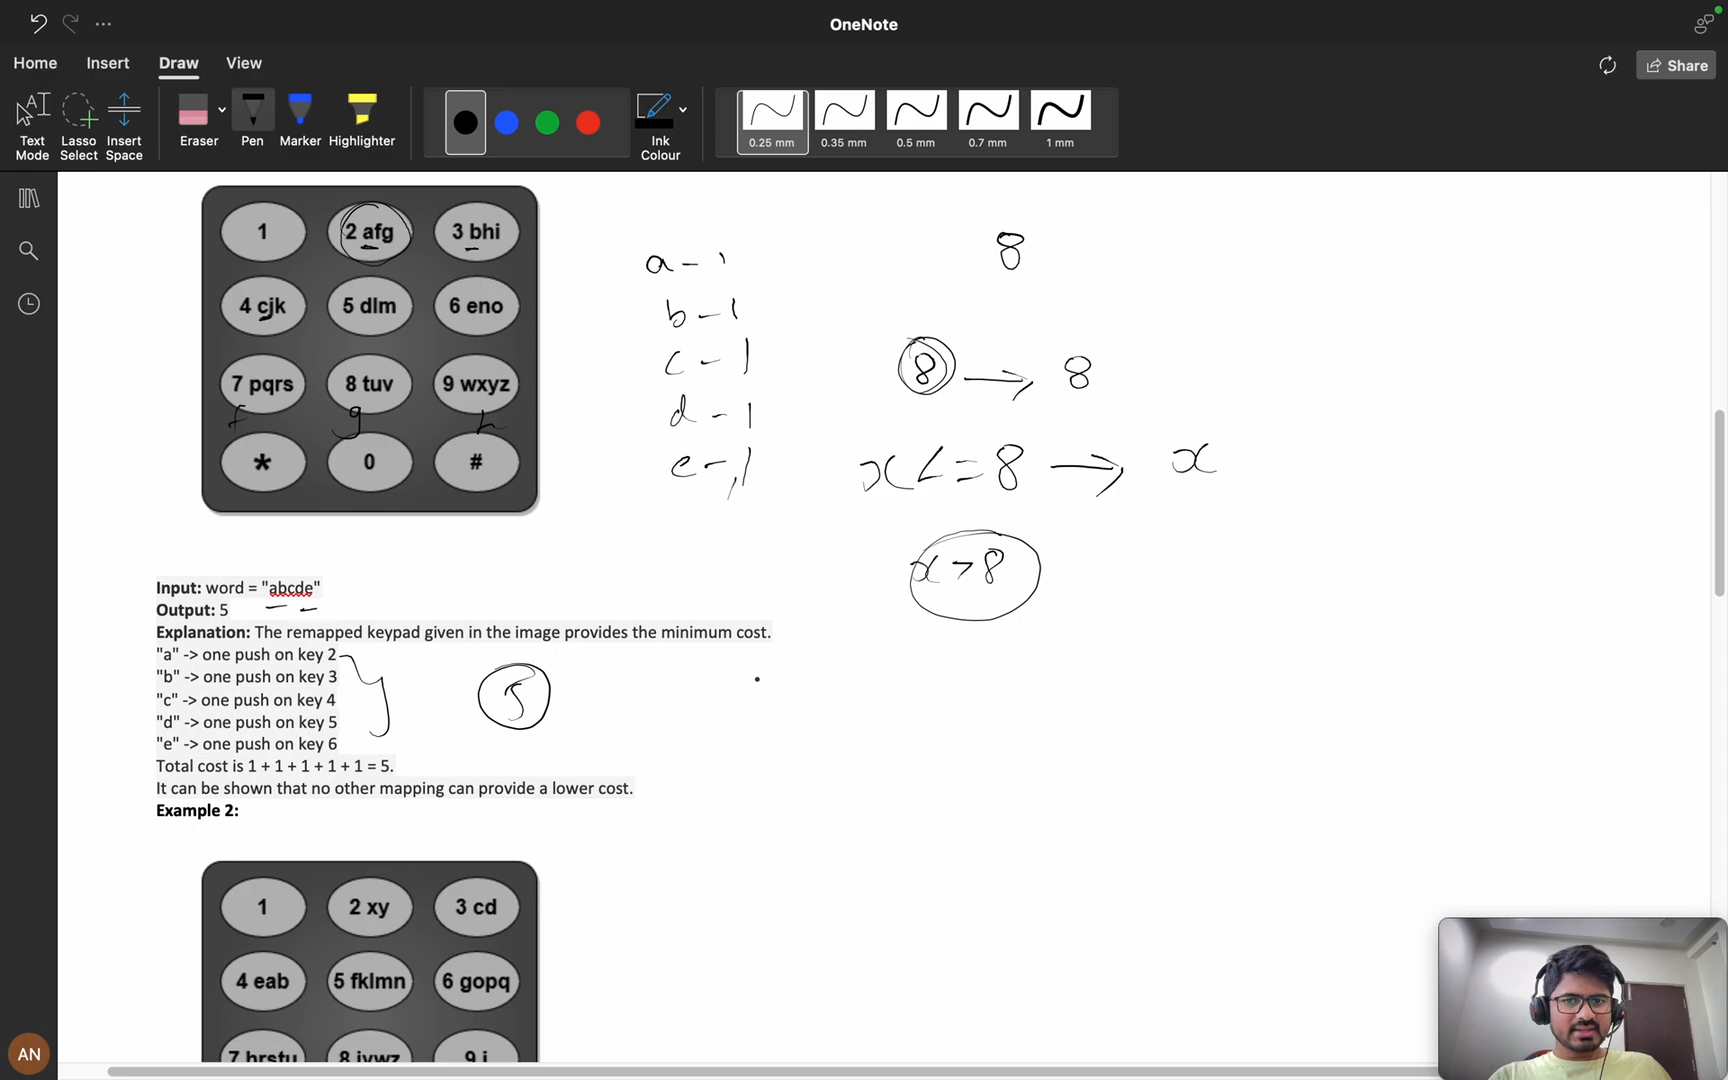 OneNote
Home Insert Draw View
Share
Text Mode
Lasso Select
Insert Space
Eraser
Pen
Marker
Highlighter
Ink Colour
0.25 mm
0.35 mm
0.5 mm
0.7 mm
1 mm
1 2 afg 3 bhi
4 cjk 5 dlm 6 eno
7 pqrs 8 tuv 9 wxyz
f g h
* 0 #
a - 1
b - 1
c - 1
d - 1
e - 1
8
8 → 8
x <= 8 → x
x > 8
Input: word = "abcde"
Output: 5
Explanation: The remapped keypad given in the image provides the minimum cost.
"a" -> one push on key 2
"b" -> one push on key 3
"c" -> one push on key 4
"d" -> one push on key 5
"e" -> one push on key 6
5
Total cost is 1 + 1 + 1 + 1 + 1 = 5.
It can be shown that no other mapping can provide a lower cost.
Example 2:
1 2 xy 3 cd
4 eab 5 fklmn 6 gopq
7 hrstu 8 ivwz 9 j
AN